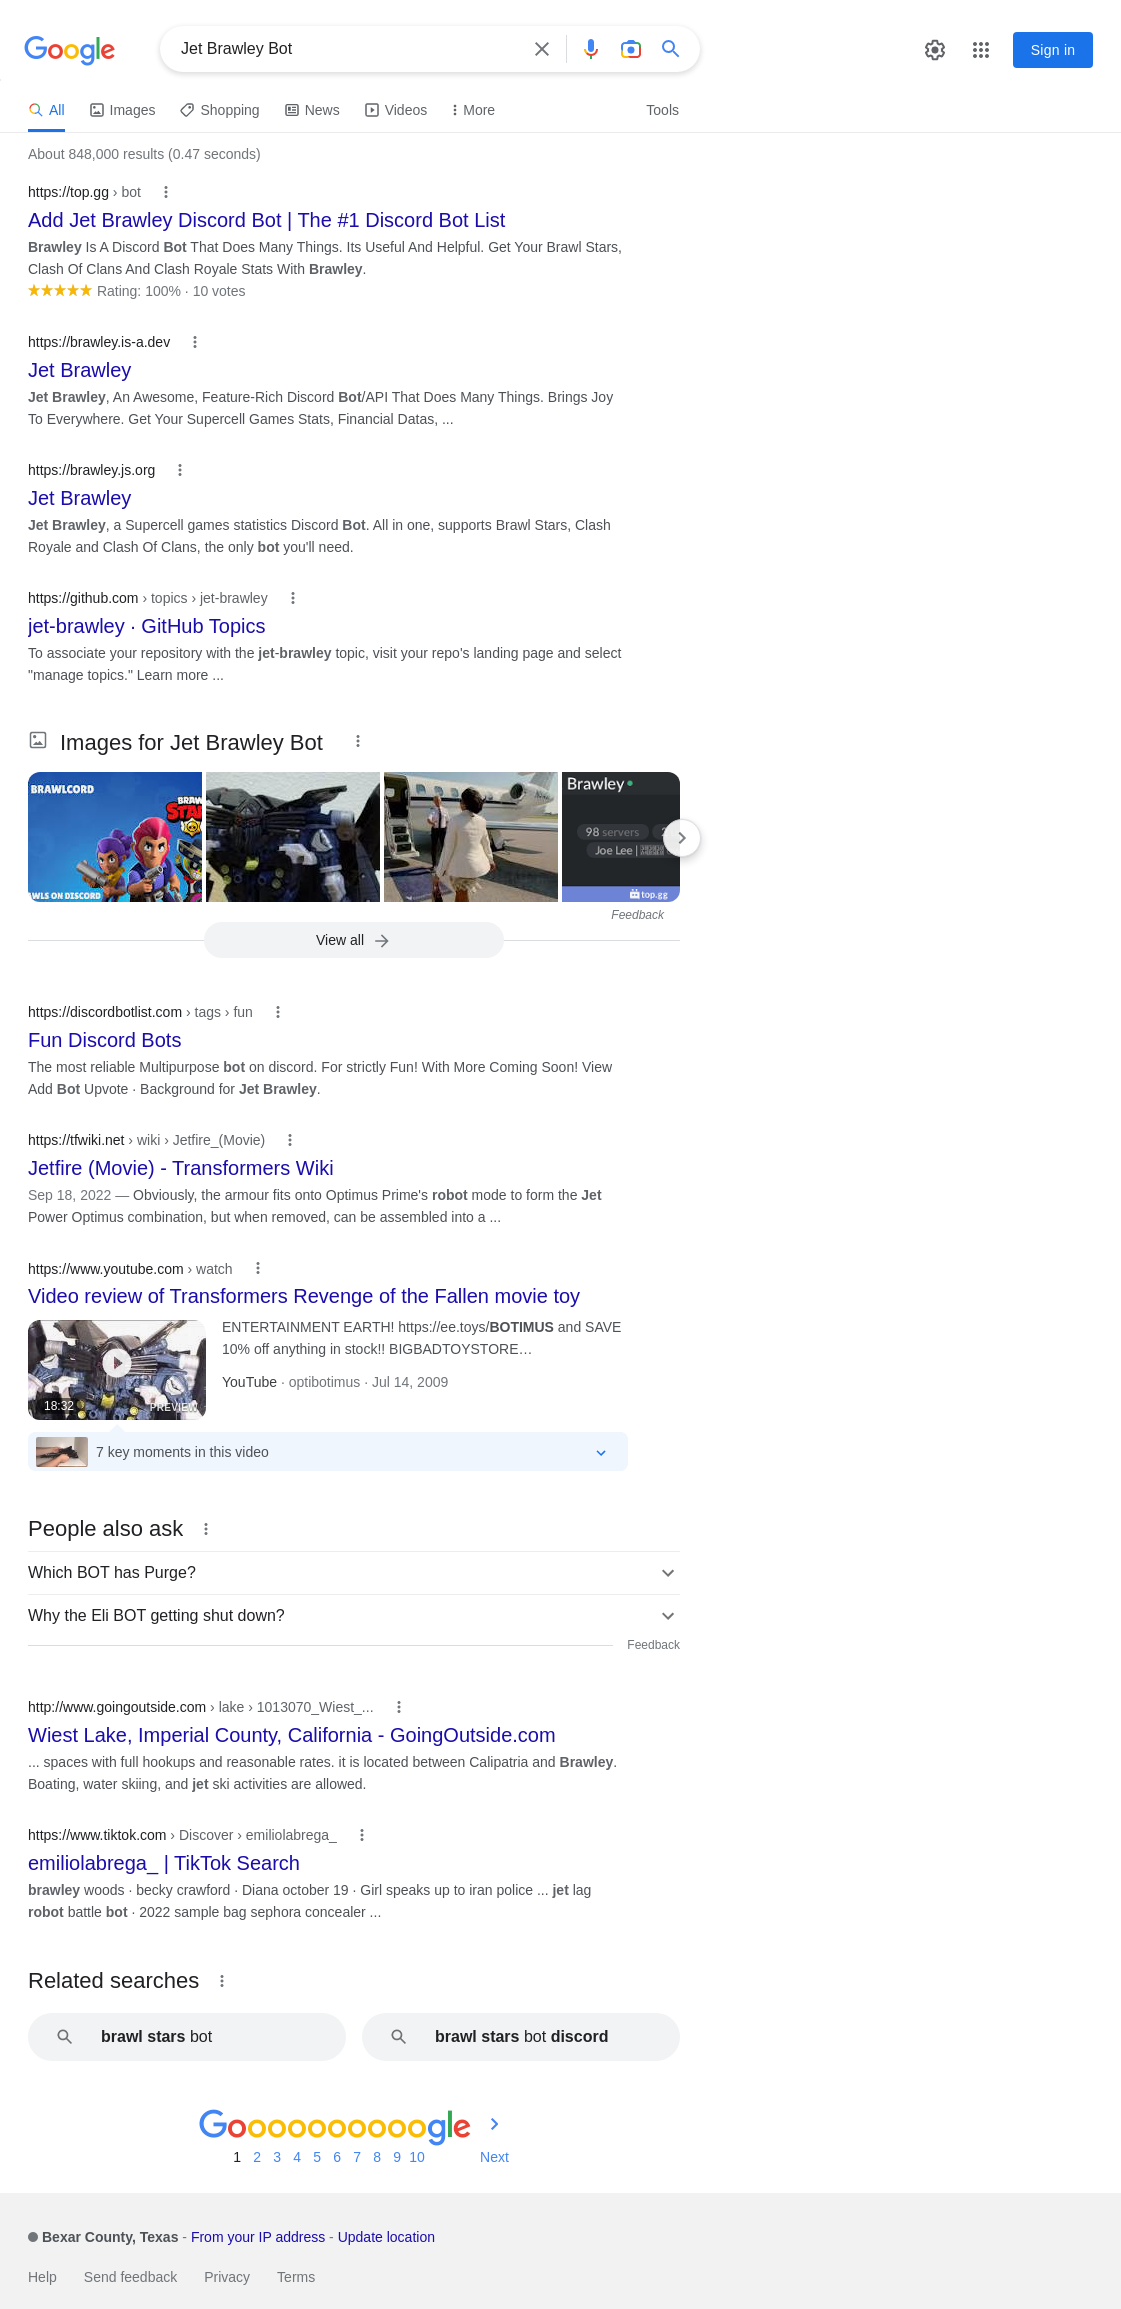 Google
Jet Brawley Bot
Sign in
All
Images
Shopping
News
Videos
More
Tools
About 848,000 results (0.47 seconds)
https://top.gg › bot
Add Jet Brawley Discord Bot | The #1 Discord Bot List
Brawley Is A Discord Bot That Does Many Things. Its Useful And Helpful. Get Your Brawl Stars,
Clash Of Clans And Clash Royale Stats With Brawley.
Rating: 100% · 10 votes
https://brawley.is-a.dev
Jet Brawley
Jet Brawley, An Awesome, Feature-Rich Discord Bot/API That Does Many Things. Brings Joy
To Everywhere. Get Your Supercell Games Stats, Financial Datas, ...
https://brawley.js.org
Jet Brawley
Jet Brawley, a Supercell games statistics Discord Bot. All in one, supports Brawl Stars, Clash
Royale and Clash Of Clans, the only bot you'll need.
https://github.com › topics › jet-brawley
jet-brawley · GitHub Topics
To associate your repository with the jet-brawley topic, visit your repo's landing page and select
"manage topics." Learn more ...
Images for Jet Brawley Bot
BRAWLCORD
BRAW
STA
AWLS ON DISCORD
Brawley
98 servers
Joe Lee |
top.gg
Feedback
View all
https://discordbotlist.com › tags › fun
Fun Discord Bots
The most reliable Multipurpose bot on discord. For strictly Fun! With More Coming Soon! View
Add Bot Upvote · Background for Jet Brawley.
https://tfwiki.net › wiki › Jetfire_(Movie)
Jetfire (Movie) - Transformers Wiki
Sep 18, 2022 — Obviously, the armour fits onto Optimus Prime's robot mode to form the Jet
Power Optimus combination, but when removed, can be assembled into a ...
https://www.youtube.com › watch
Video review of Transformers Revenge of the Fallen movie toy
ENTERTAINMENT EARTH! https://ee.toys/BOTIMUS and SAVE
10% off anything in stock!! BIGBADTOYSTORE…
YouTube · optibotimus · Jul 14, 2009
18:32
PREVIEW
7 key moments in this video
People also ask
Which BOT has Purge?
Why the Eli BOT getting shut down?
Feedback
http://www.goingoutside.com › lake › 1013070_Wiest_...
Wiest Lake, Imperial County, California - GoingOutside.com
... spaces with full hookups and reasonable rates. it is located between Calipatria and Brawley.
Boating, water skiing, and jet ski activities are allowed.
https://www.tiktok.com › Discover › emiliolabrega_
emiliolabrega_ | TikTok Search
brawley woods · becky crawford · Diana october 19 · Girl speaks up to iran police ... jet lag
robot battle bot · 2022 sample bag sephora concealer ...
Related searches
brawl stars bot
brawl stars bot discord
Goooooooooogle
1 2 3 4 5 6 7 8 9 10 Next
Bexar County, Texas - From your IP address - Update location
Help
Send feedback
Privacy
Terms